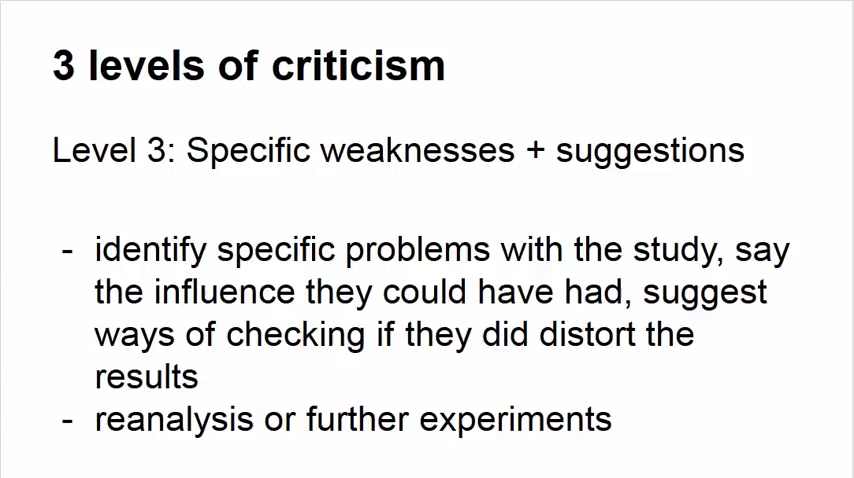 3 levels of criticism
Level 3: Specific weaknesses + suggestions
- identify specific problems with the study, say
the influence they could have had, suggest
ways of checking if they did distort the
results
- reanalysis or further experiments